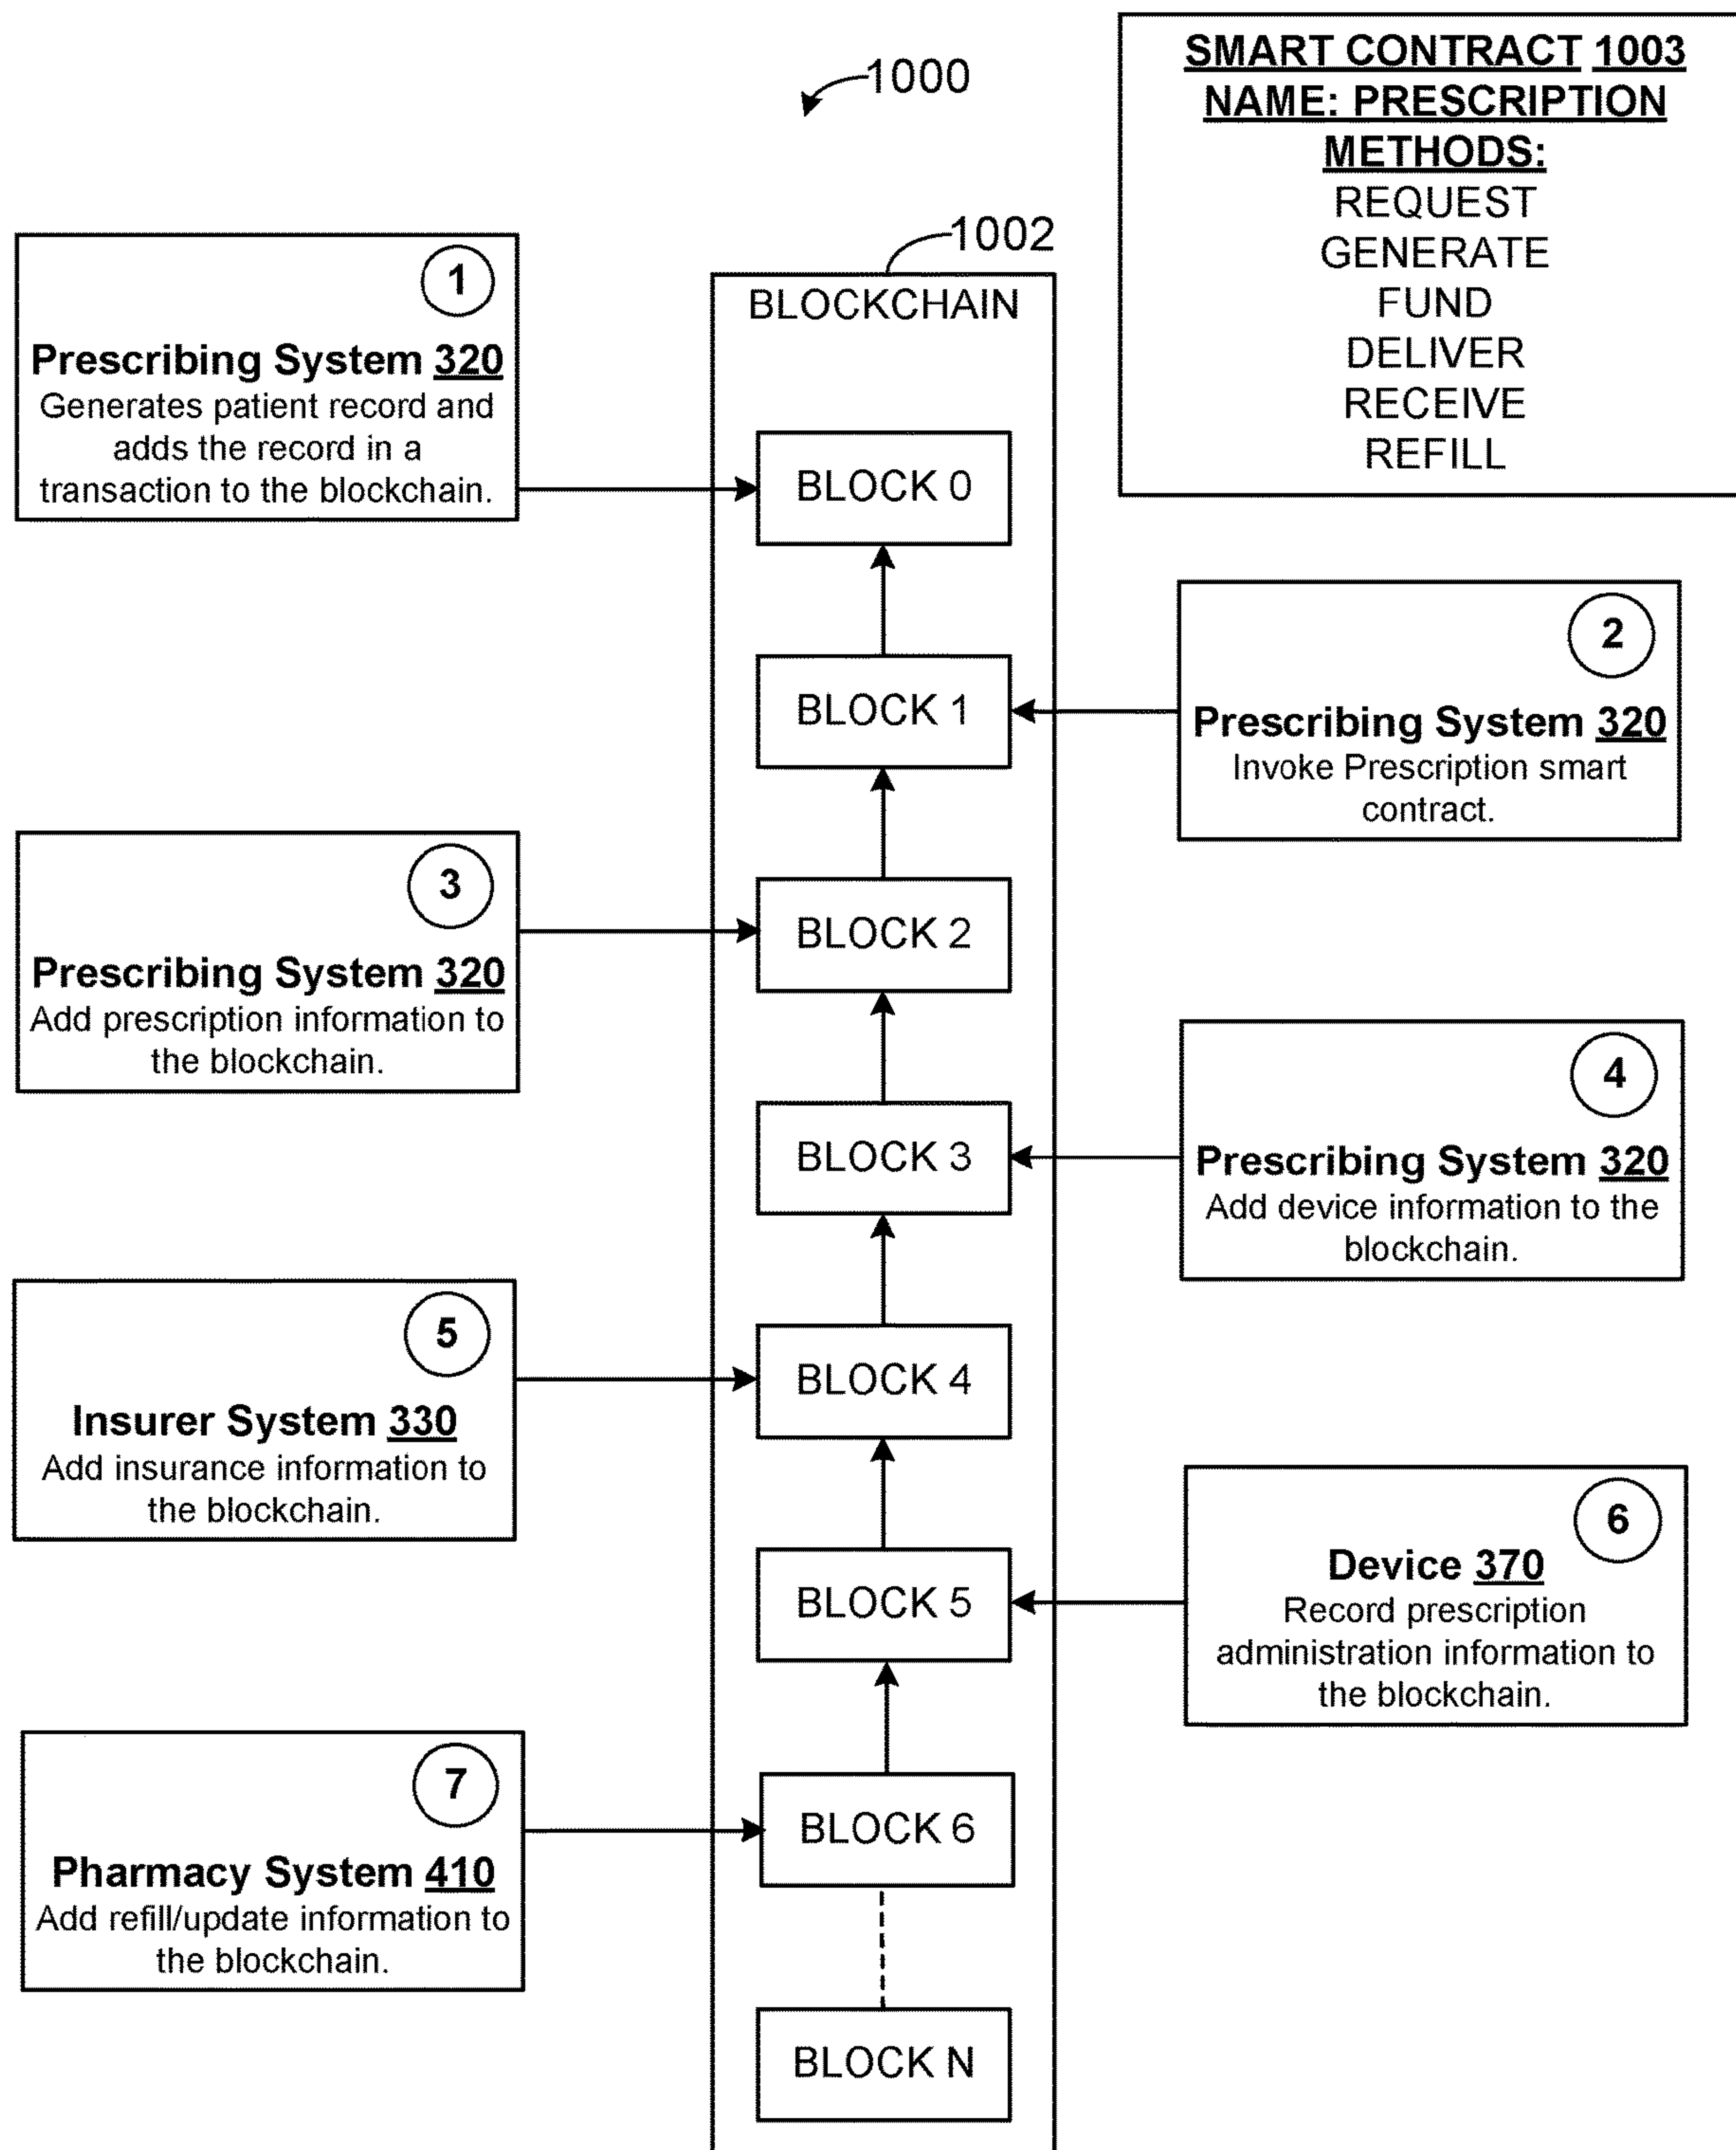 1000
SMART CONTRACT 1003
NAME: PRESCRIPTION
METHODS:
REQUEST
GENERATE
FUND
DELIVER
RECEIVE
REFILL
1002
BLOCKCHAIN
1
Prescribing System 320
Generates patient record and
adds the record in a
transaction to the blockchain.
BLOCK 0
2
Prescribing System 320
Invoke Prescription smart
contract.
BLOCK 1
3
Prescribing System 320
Add prescription information to
the blockchain.
BLOCK 2
4
Prescribing System 320
Add device information to the
blockchain.
BLOCK 3
5
Insurer System 330
Add insurance information to
the blockchain.
BLOCK 4
6
Device 370
Record prescription
administration information to
the blockchain.
BLOCK 5
7
Pharmacy System 410
Add refill/update information to
the blockchain.
BLOCK 6
BLOCK N